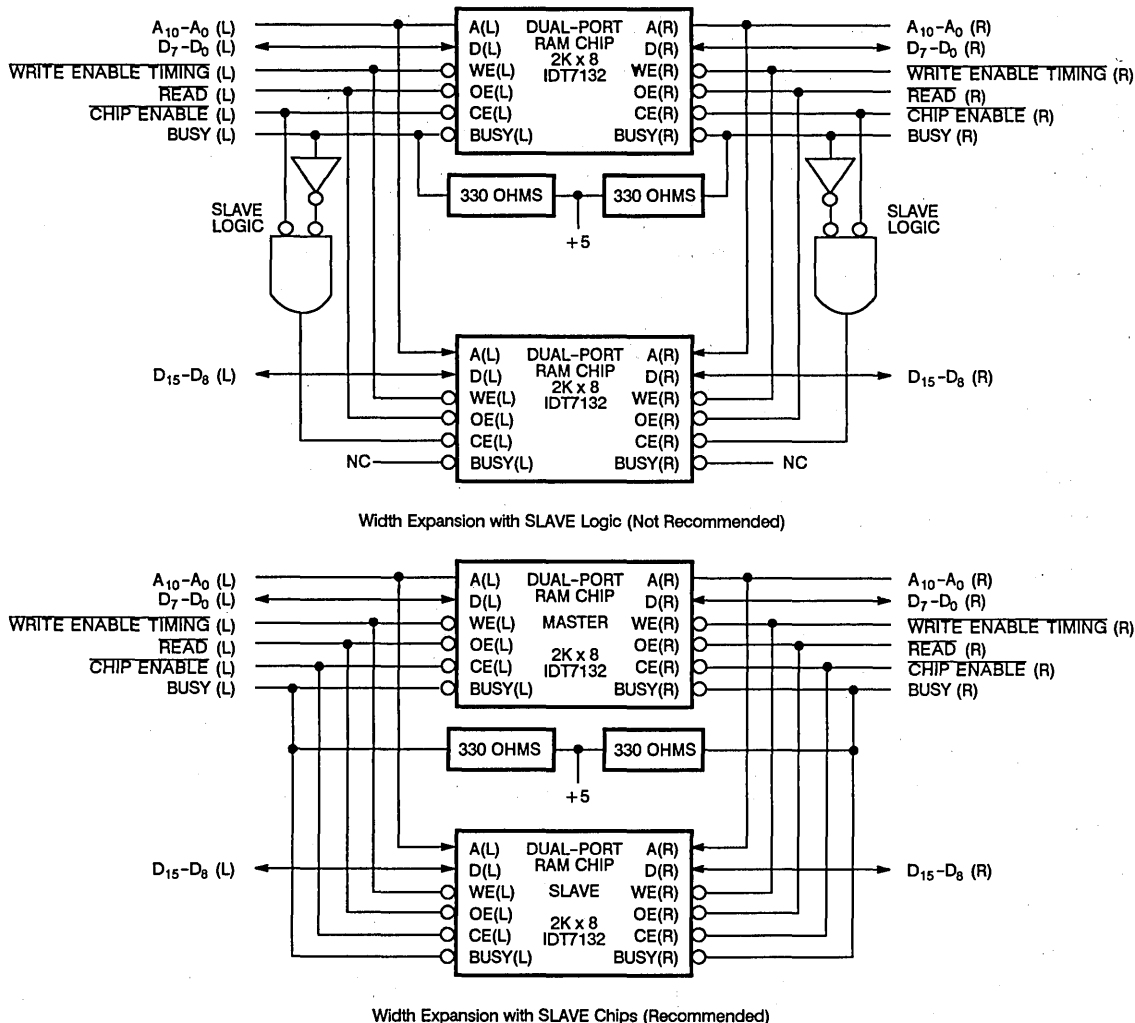 A₁₀-A₀ (L) A(L) DUAL-PORT A(R) A₁₀-A₀ (R)
D₇-D₀ (L) D(L) RAM CHIP D(R) D₇-D₀ (R)
WRITE ENABLE TIMING (L) WE(L) 2K x 8 WE(R) WRITE ENABLE TIMING (R)
READ (L) OE(L) IDT7132 OE(R) READ (R)
CHIP ENABLE (L) CE(L) CE(R) CHIP ENABLE (R)
BUSY (L) BUSY(L) BUSY(R) BUSY (R)
330 OHMS 330 OHMS
SLAVE LOGIC +5 SLAVE LOGIC
A(L) DUAL-PORT A(R)
D₁₅-D₈ (L) D(L) RAM CHIP D(R) D₁₅-D₈ (R)
WE(L) 2K x 8 WE(R)
OE(L) IDT7132 OE(R)
CE(L) CE(R)
NC BUSY(L) BUSY(R) NC
Width Expansion with SLAVE Logic (Not Recommended)
A₁₀-A₀ (L) A(L) DUAL-PORT A(R) A₁₀-A₀ (R)
D₇-D₀ (L) D(L) RAM CHIP D(R) D₇-D₀ (R)
WRITE ENABLE TIMING (L) WE(L) MASTER WE(R) WRITE ENABLE TIMING (R)
READ (L) OE(L) OE(R) READ (R)
CHIP ENABLE (L) CE(L) 2K x 8 CE(R) CHIP ENABLE (R)
BUSY (L) BUSY(L) IDT7132 BUSY(R) BUSY (R)
330 OHMS 330 OHMS
+5
A(L) DUAL-PORT A(R)
D₁₅-D₈ (L) D(L) RAM CHIP D(R) D₁₅-D₈ (R)
WE(L) SLAVE WE(R)
OE(L) OE(R)
CE(L) 2K x 8 CE(R)
BUSY(L) IDT7132 BUSY(R)
Width Expansion with SLAVE Chips (Recommended)